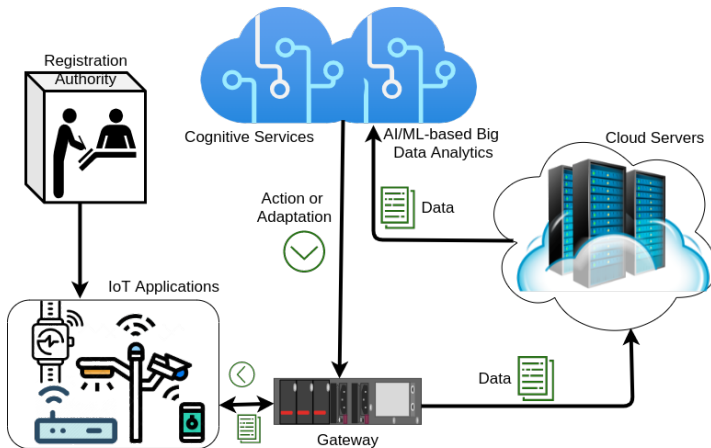 Registration
Authority
Cognitive Services
AI/ML-based Big
Data Analytics
Cloud Servers
Action or
Adaptation
Data
IoT Applications
Data
Gateway